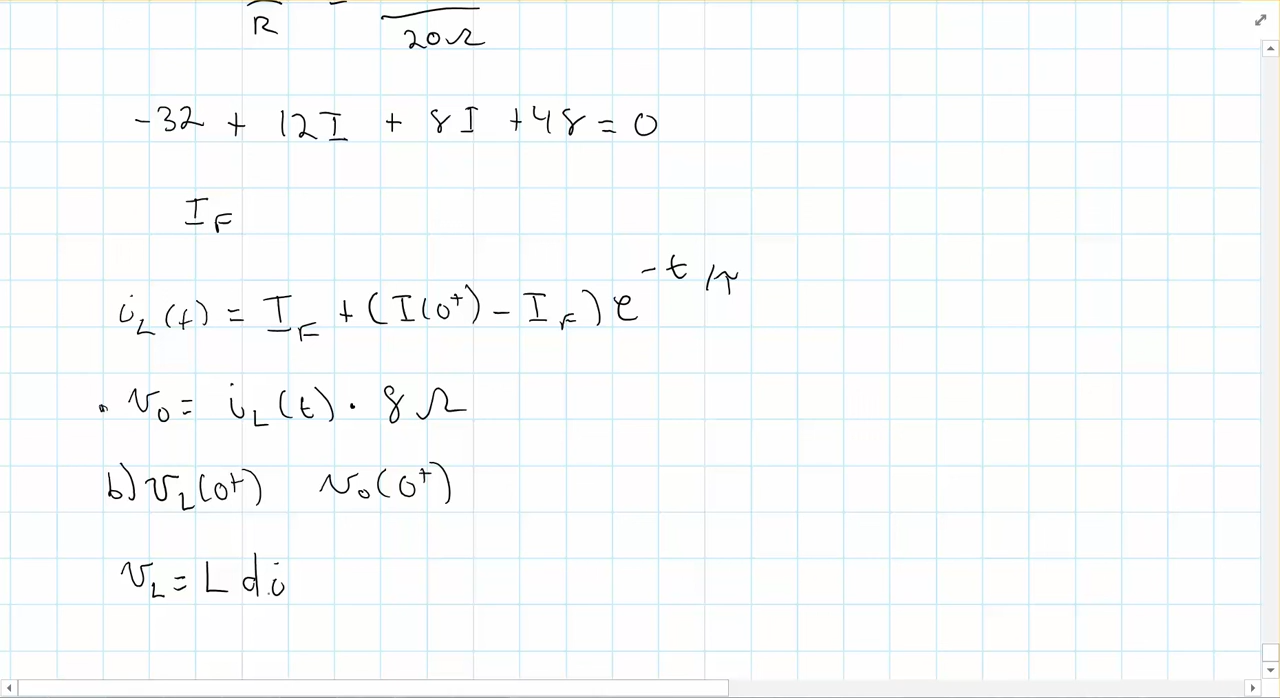 R 20Ω
-32 + 12I + 8I + 48 = 0
I_F
i_L(t) = I_F + (I(0⁺) - I_F) e^{-t/τ}
· v_0 = i_L(t) · 8Ω
b) v_L(0⁺) v_0(0⁺)
v_L = L di